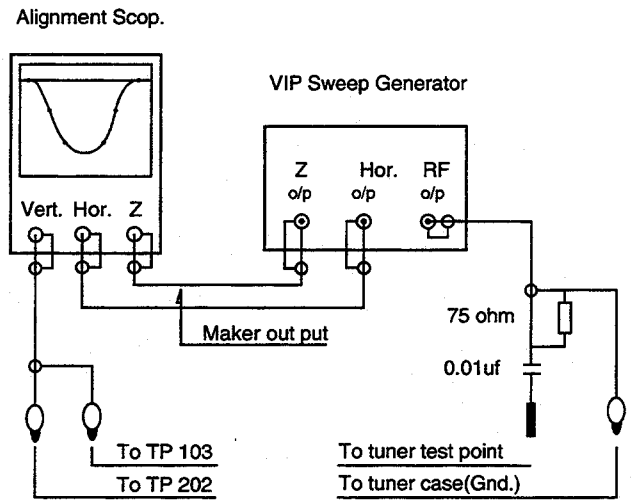 Alignment Scop.
VIP Sweep Generator
Z Hor. RF
o/p o/p o/p
Vert. Hor. Z
75 ohm
Maker out put
0.01uf
To TP 103
To tuner test point
To TP 202
To tuner case(Gnd.)